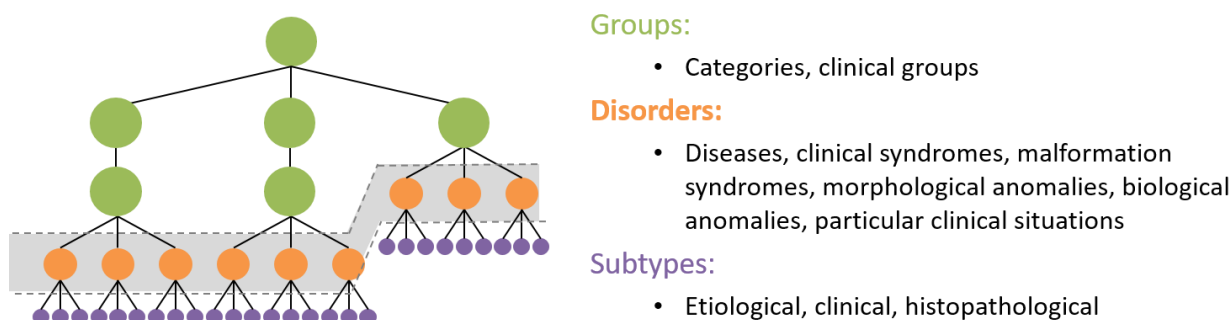 Groups:
• Categories, clinical groups
Disorders:
• Diseases, clinical syndromes, malformation
syndromes, morphological anomalies, biological
anomalies, particular clinical situations
Subtypes:
• Etiological, clinical, histopathological